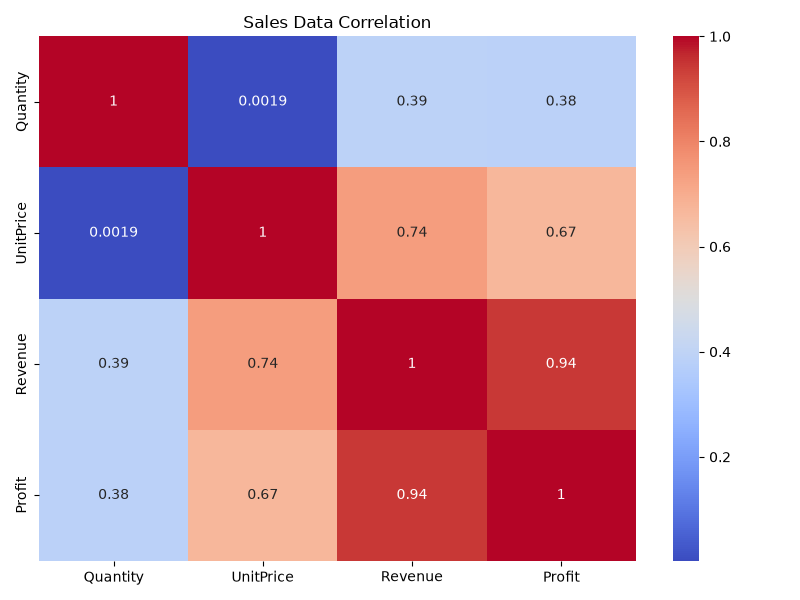 Sales Data Correlation
Quantity 1 0.0019 0.39 0.38
UnitPrice 0.0019 1 0.74 0.67
Revenue 0.39 0.74 1 0.94
Profit 0.38 0.67 0.94 1
Quantity UnitPrice Revenue Profit
1.0
0.8
0.6
0.4
0.2